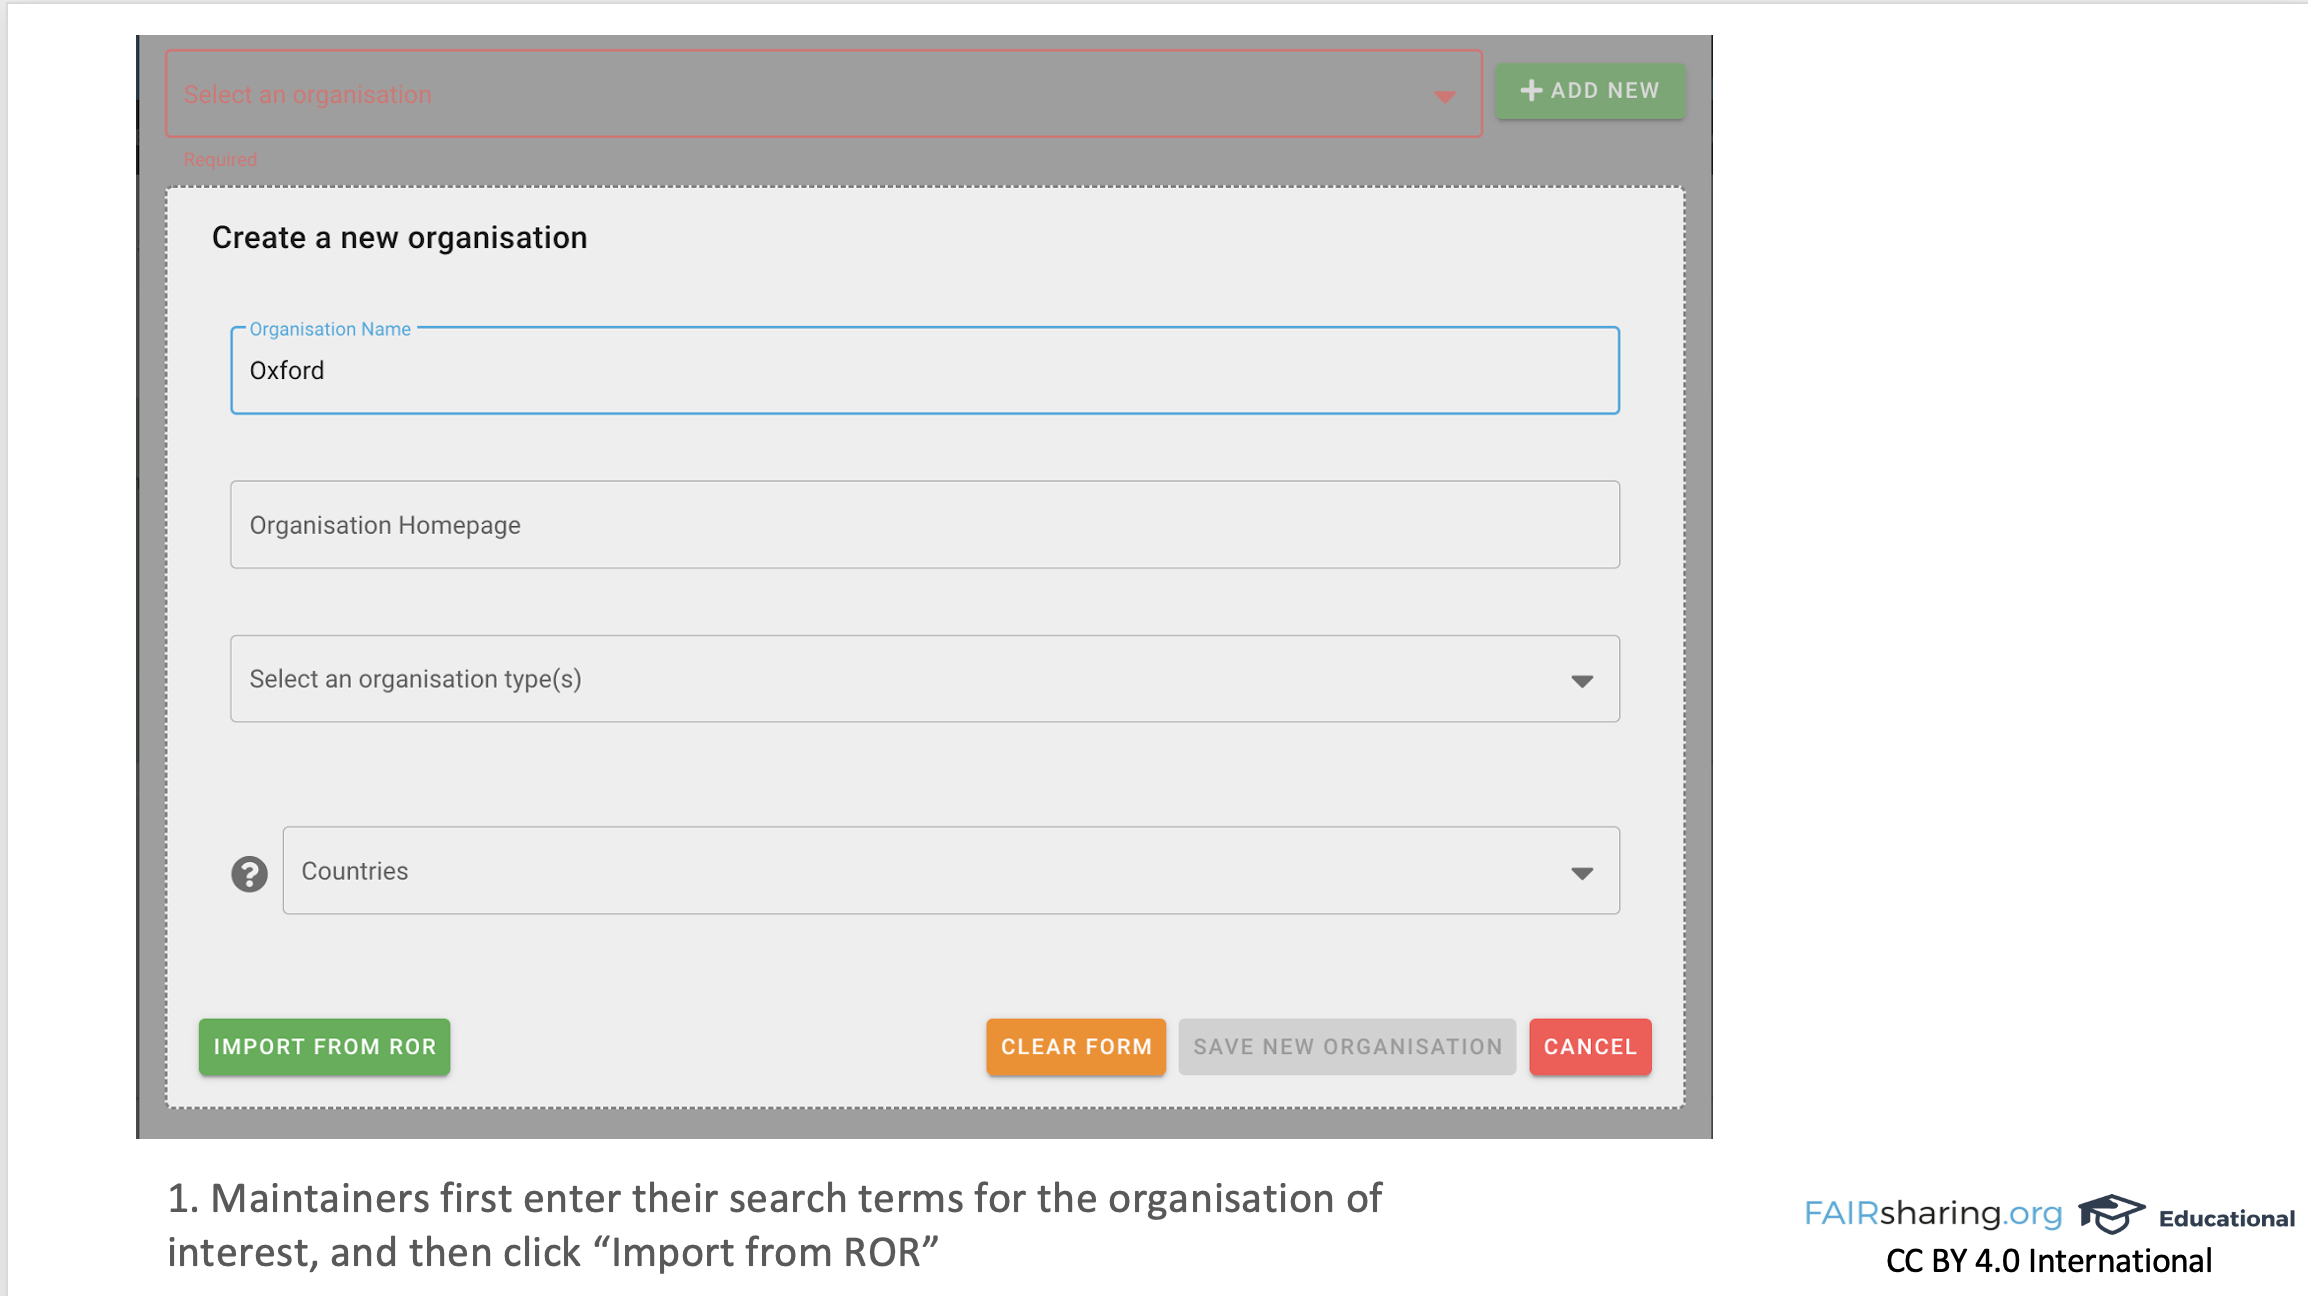 Select an organisation
+ ADD NEW
Required
Create a new organisation
Organisation Name
Oxford
Organisation Homepage
Select an organisation type(s)
? Countries
IMPORT FROM ROR CLEAR FORM SAVE NEW ORGANISATION CANCEL
1. Maintainers first enter their search terms for the organisation of
interest, and then click “Import from ROR”
FAIRsharing.org Educational
CC BY 4.0 International